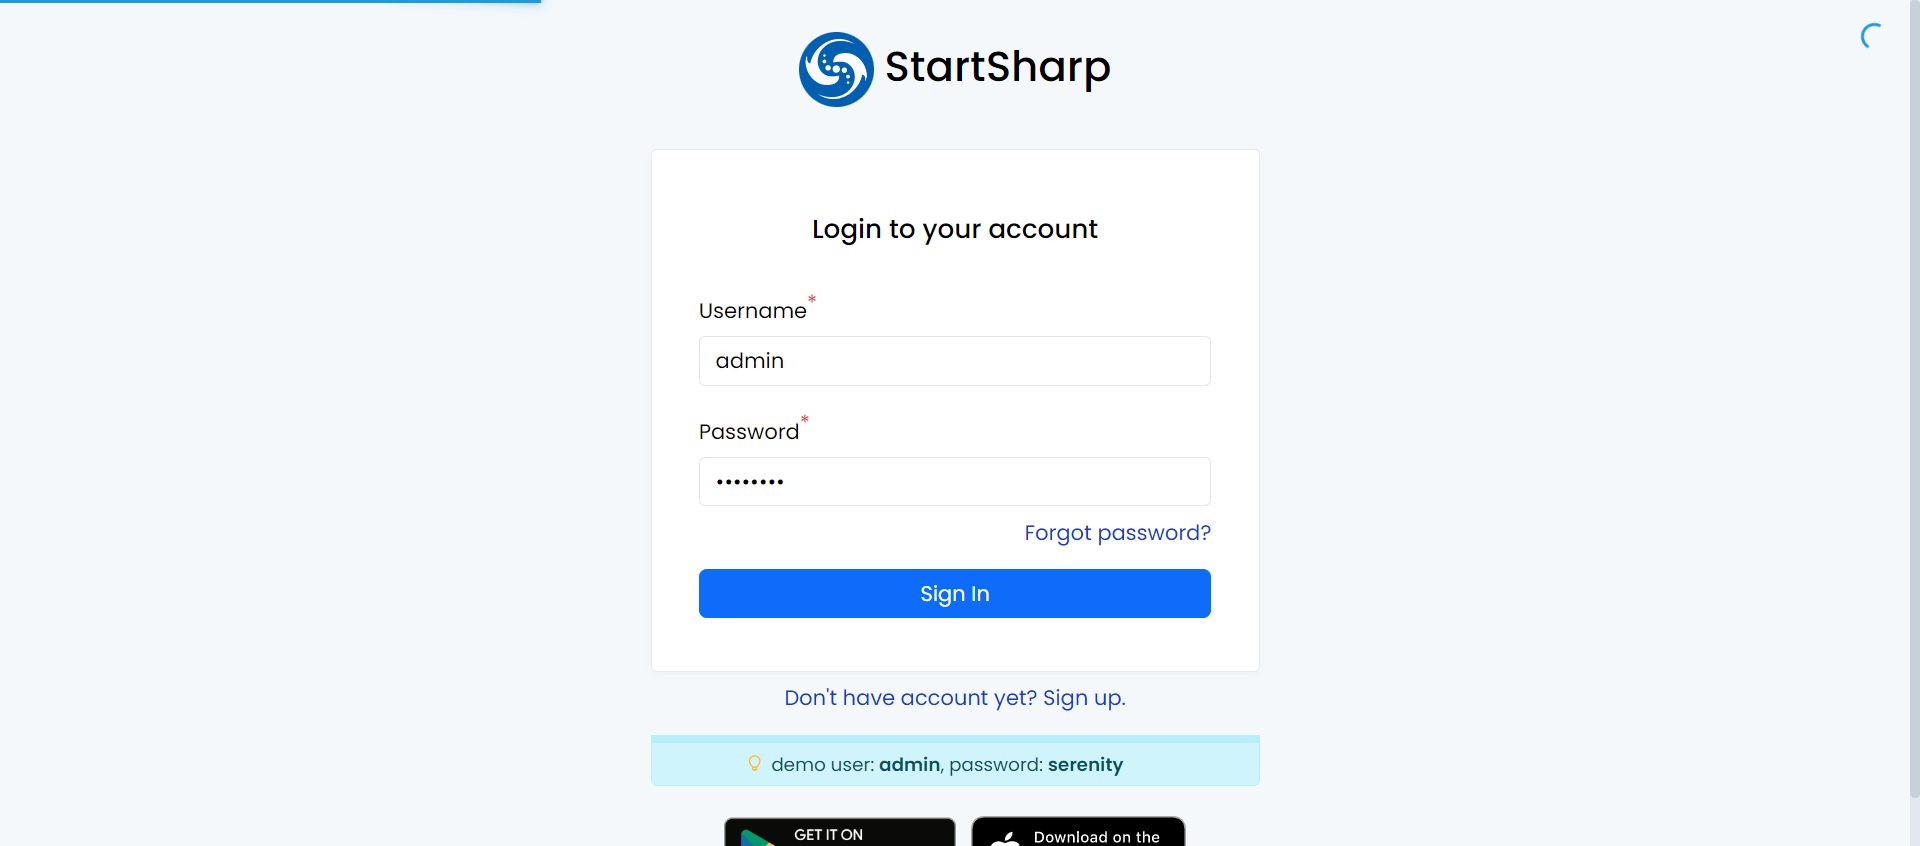 StartSharp
Login to your account
Username*
admin
Password*
••••••••
Forgot password?
Sign In
Don't have account yet? Sign up.
demo user: admin, password: serenity
GET IT ON
Download on the